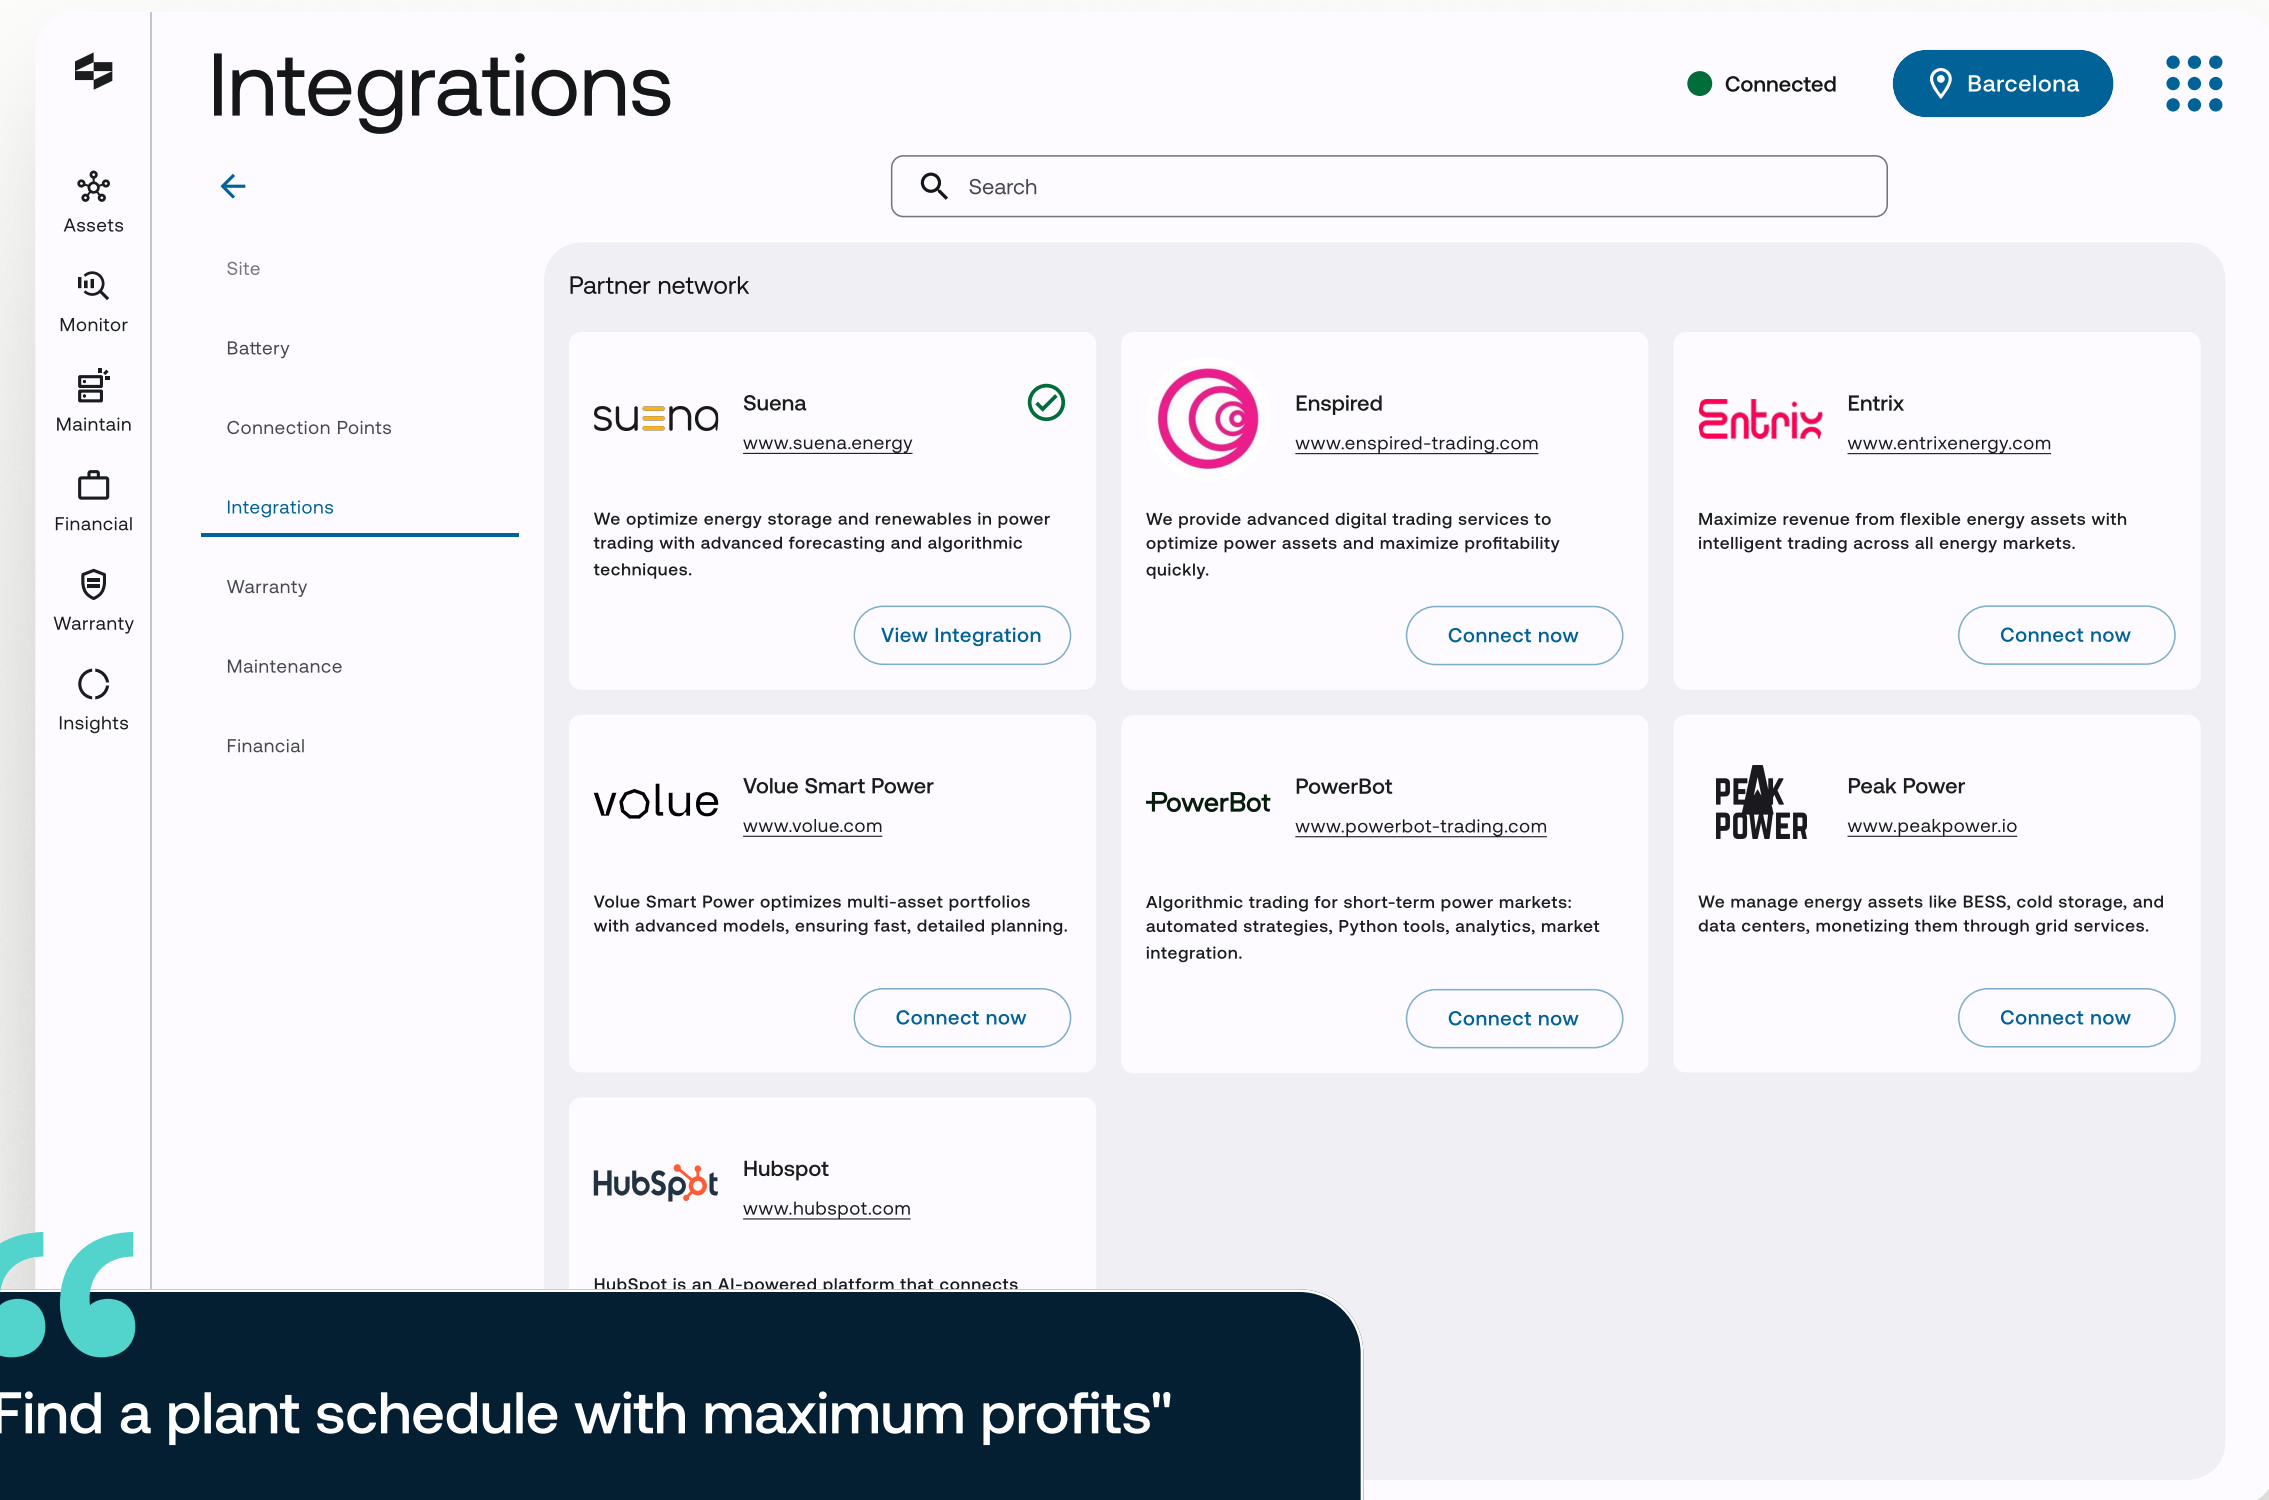 Integrations
Connected
Barcelona
Search
Assets
Monitor
Maintain
Financial
Warranty
Insights
Site
Battery
Connection Points
Integrations
Warranty
Maintenance
Financial
Partner network
suena
Suena
www.suena.energy
We optimize energy storage and renewables in power
trading with advanced forecasting and algorithmic
techniques.
View Integration
Enspired
www.enspired-trading.com
We provide advanced digital trading services to
optimize power assets and maximize profitability
quickly.
Connect now
Entrix
Entrix
www.entrixenergy.com
Maximize revenue from flexible energy assets with
intelligent trading across all energy markets.
Connect now
volue
Volue Smart Power
www.volue.com
Volue Smart Power optimizes multi-asset portfolios
with advanced models, ensuring fast, detailed planning.
Connect now
PowerBot
PowerBot
www.powerbot-trading.com
Algorithmic trading for short-term power markets:
automated strategies, Python tools, analytics, market
integration.
Connect now
PEAK
POWER
Peak Power
www.peakpower.io
We manage energy assets like BESS, cold storage, and
data centers, monetizing them through grid services.
Connect now
HubSpot
Hubspot
www.hubspot.com
HubSpot is an AI-powered platform that connects
“
Find a plant schedule with maximum profits"